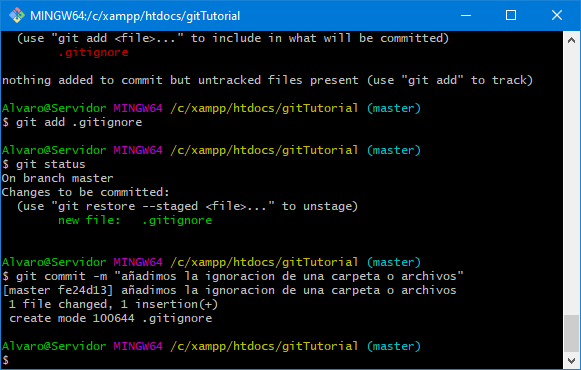 MINGW64:/c/xampp/htdocs/gitTutorial
(use "git add <file>..." to include in what will be committed)
.gitignore
nothing added to commit but untracked files present (use "git add" to track)
Alvaro@Servidor MINGW64 /c/xampp/htdocs/gitTutorial (master)
$ git add .gitignore
Alvaro@Servidor MINGW64 /c/xampp/htdocs/gitTutorial (master)
$ git status
On branch master
Changes to be committed:
(use "git restore --staged <file>..." to unstage)
new file:   .gitignore
Alvaro@Servidor MINGW64 /c/xampp/htdocs/gitTutorial (master)
$ git commit -m "añadimos la ignoracion de una carpeta o archivos"
[master fe24d13] añadimos la ignoracion de una carpeta o archivos
1 file changed, 1 insertion(+)
create mode 100644 .gitignore
Alvaro@Servidor MINGW64 /c/xampp/htdocs/gitTutorial (master)
$